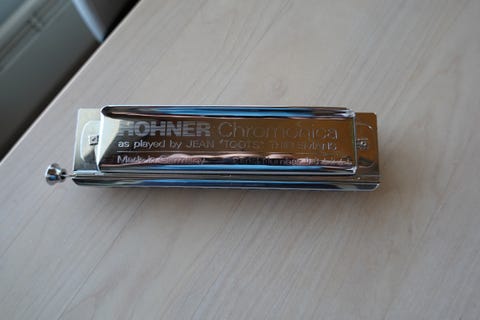 HOHNER Chromonica
as played by JEAN "TOOTS" THIELEMANS
Made in Germany